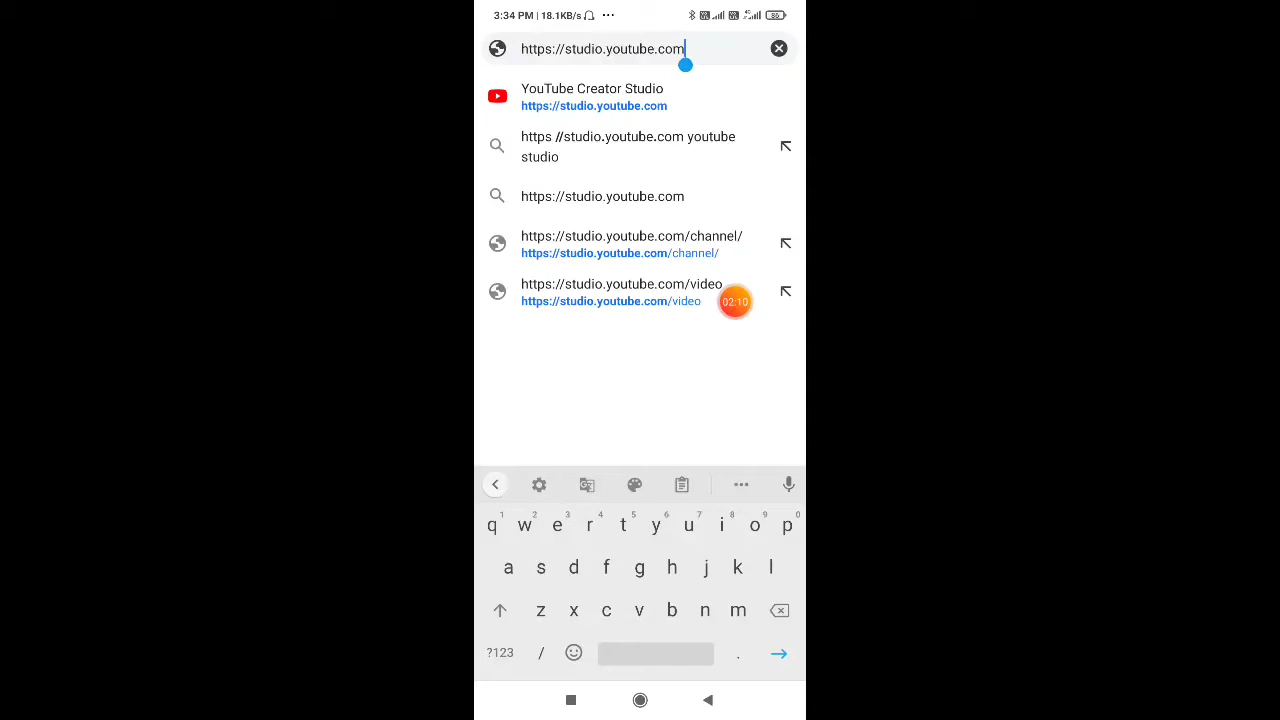 3:34 PM | 18.1KB/s ...
4G 86
https://studio.youtube.com
YouTube Creator Studio
https://studio.youtube.com
https //studio.youtube.com youtube
studio
https://studio.youtube.com
https://studio.youtube.com/channel/
https://studio.youtube.com/channel/
https://studio.youtube.com/video
https://studio.youtube.com/video
02:10
1 2 3 4 5 6 7 8 9 0
q w e r t y u i o p
a s d f g h j k l
z x c v b n m
?123 / .